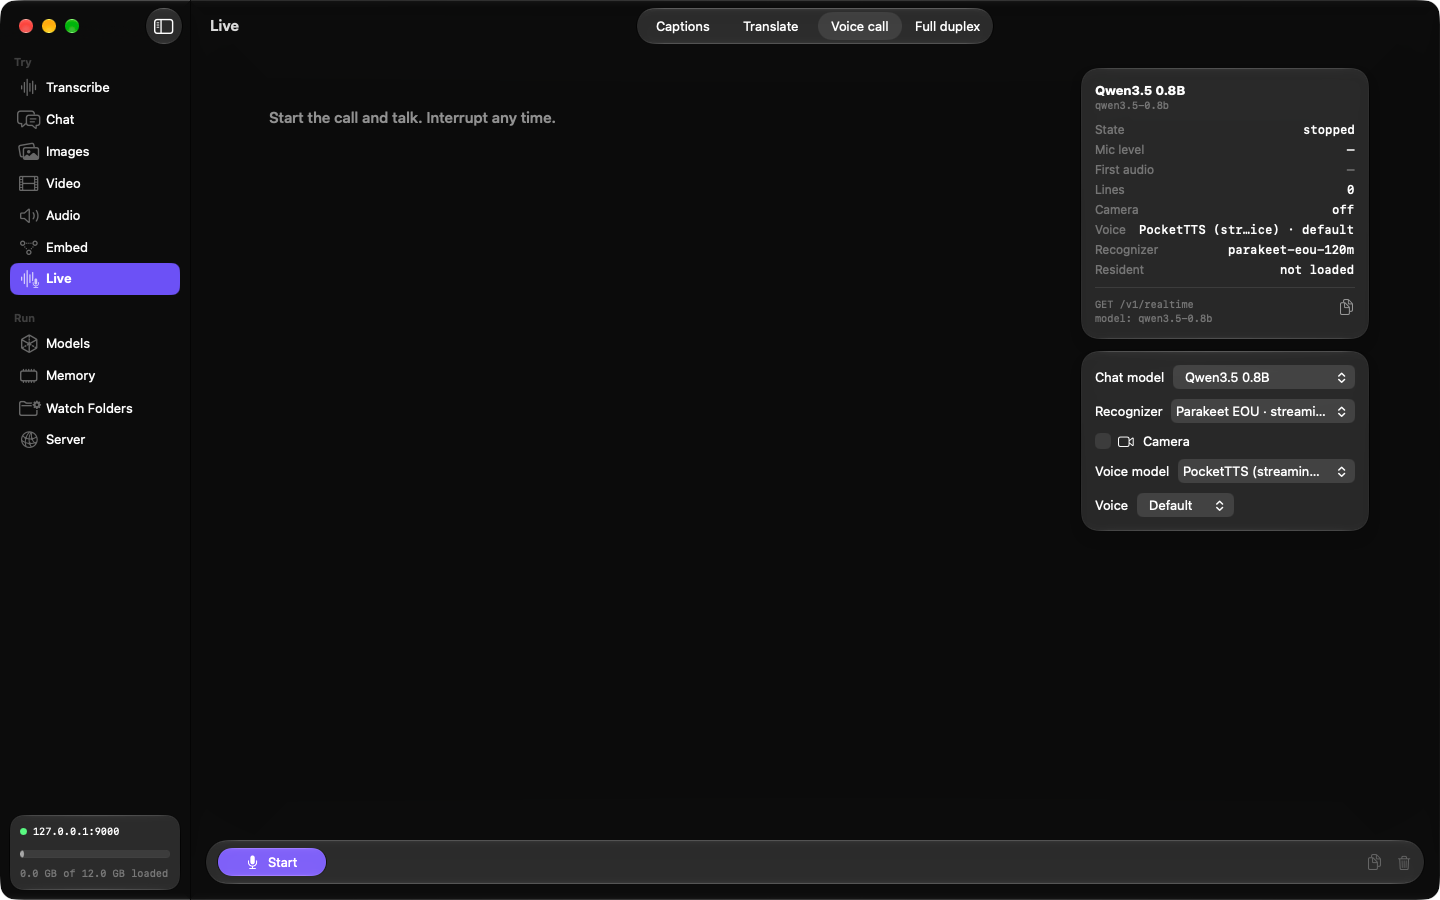 Live
Captions
Translate
Voice call
Full duplex
Try
Transcribe
Chat
Images
Video
Audio
Embed
Live
Run
Models
Memory
Watch Folders
Server
127.0.0.1:9000
0.0 GB of 12.0 GB loaded
Start the call and talk. Interrupt any time.
Qwen3.5 0.8B
qwen3.5-0.8b
State stopped
Mic level —
First audio —
Lines 0
Camera off
Voice PocketTTS (str…ice) · default
Recognizer parakeet-eou-120m
Resident not loaded
GET /v1/realtime
model: qwen3.5-0.8b
Chat model Qwen3.5 0.8B
Recognizer Parakeet EOU · streami...
Camera
Voice model PocketTTS (streamin...
Voice Default
Start